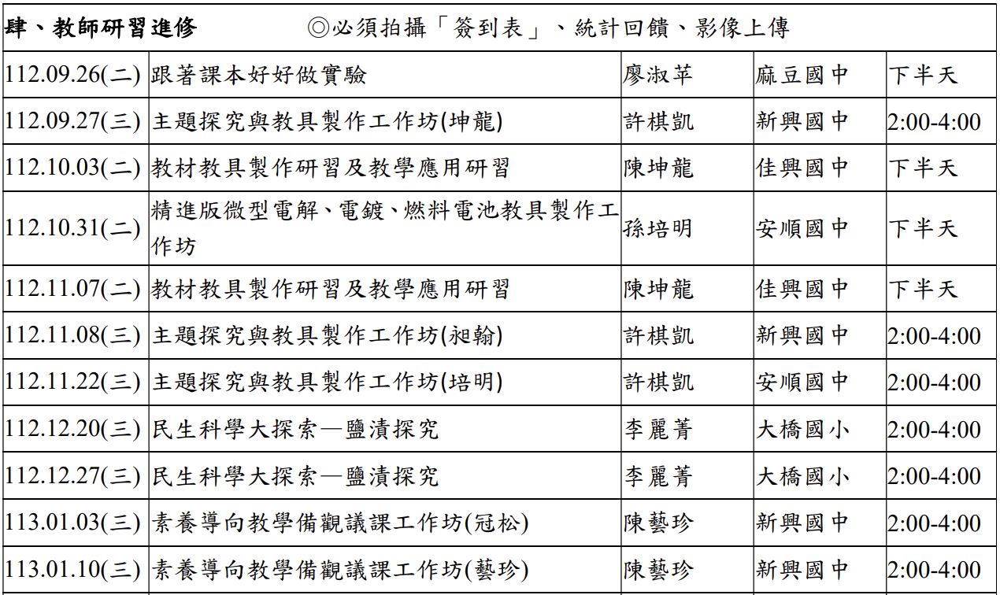 肆、教師研習進修 ◎必須拍攝「簽到表」、統計回饋、影像上傳
112.09.26(二) 跟著課本好好做實驗 廖淑苹 麻豆國中 下半天
112.09.27(三) 主題探究與教具製作工作坊(坤龍) 許棋凱 新興國中 2:00-4:00
112.10.03(二) 教材教具製作研習及教學應用研習 陳坤龍 佳興國中 下半天
112.10.31(二) 精進版微型電解、電鍍、燃料電池教具製作工
作坊 孫培明 安順國中 下半天
112.11.07(二) 教材教具製作研習及教學應用研習 陳坤龍 佳興國中 下半天
112.11.08(三) 主題探究與教具製作工作坊(昶翰) 許棋凱 新興國中 2:00-4:00
112.11.22(三) 主題探究與教具製作工作坊(培明) 許棋凱 安順國中 2:00-4:00
112.12.20(三) 民生科學大探索—鹽漬探究 李麗菁 大橋國小 2:00-4:00
112.12.27(三) 民生科學大探索—鹽漬探究 李麗菁 大橋國小 2:00-4:00
113.01.03(三) 素養導向教學備觀議課工作坊(冠松) 陳藝珍 新興國中 2:00-4:00
113.01.10(三) 素養導向教學備觀議課工作坊(藝珍) 陳藝珍 新興國中 2:00-4:00